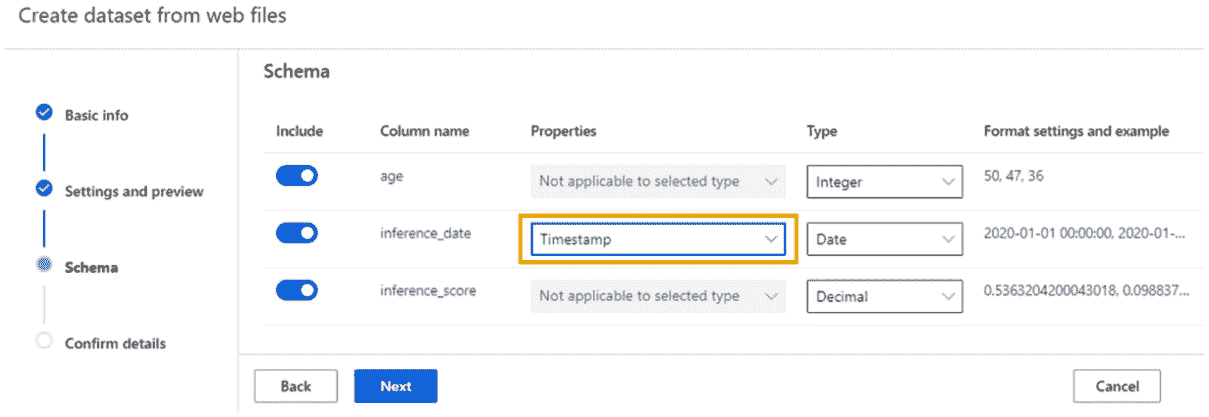 Create dataset from web files
Basic info
Settings and preview
Schema
Confirm details
Schema
Include Column name Properties Type Format settings and example
age Not applicable to selected type Integer 50, 47, 36
inference_date Timestamp Date 2020-01-01 00:00:00, 2020-01-...
inference_score Not applicable to selected type Decimal 0.5363204200043018, 0.098837...
Back Next Cancel